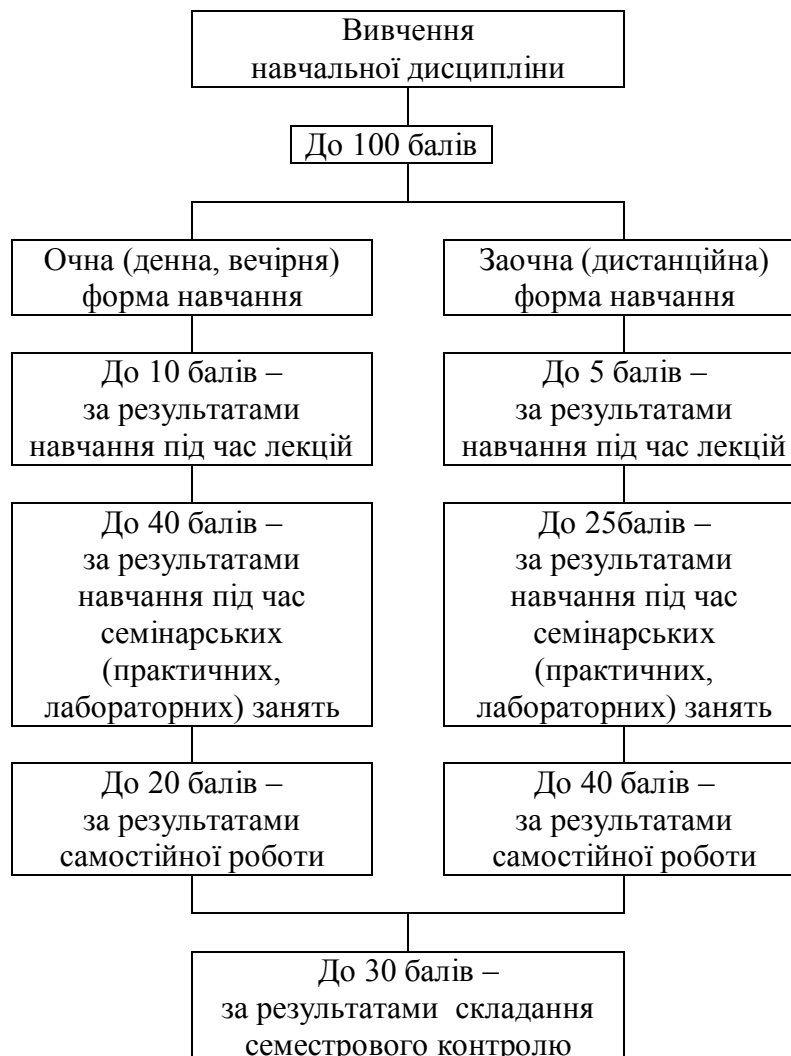 Вивчення
навчальної дисципліни
До 100 балів
Очна (денна, вечірня)
форма навчання
Заочна (дистанційна)
форма навчання
До 10 балів –
за результатами
навчання під час лекцій
До 5 балів –
за результатами
навчання під час лекцій
До 40 балів –
за результатами
навчання під час
семінарських
(практичних,
лабораторних) занять
До 25балів –
за результатами
навчання під час
семінарських
(практичних,
лабораторних) занять
До 20 балів –
за результатами
самостійної роботи
До 40 балів –
за результатами
самостійної роботи
До 30 балів –
за результатами складання
семестрового контролю